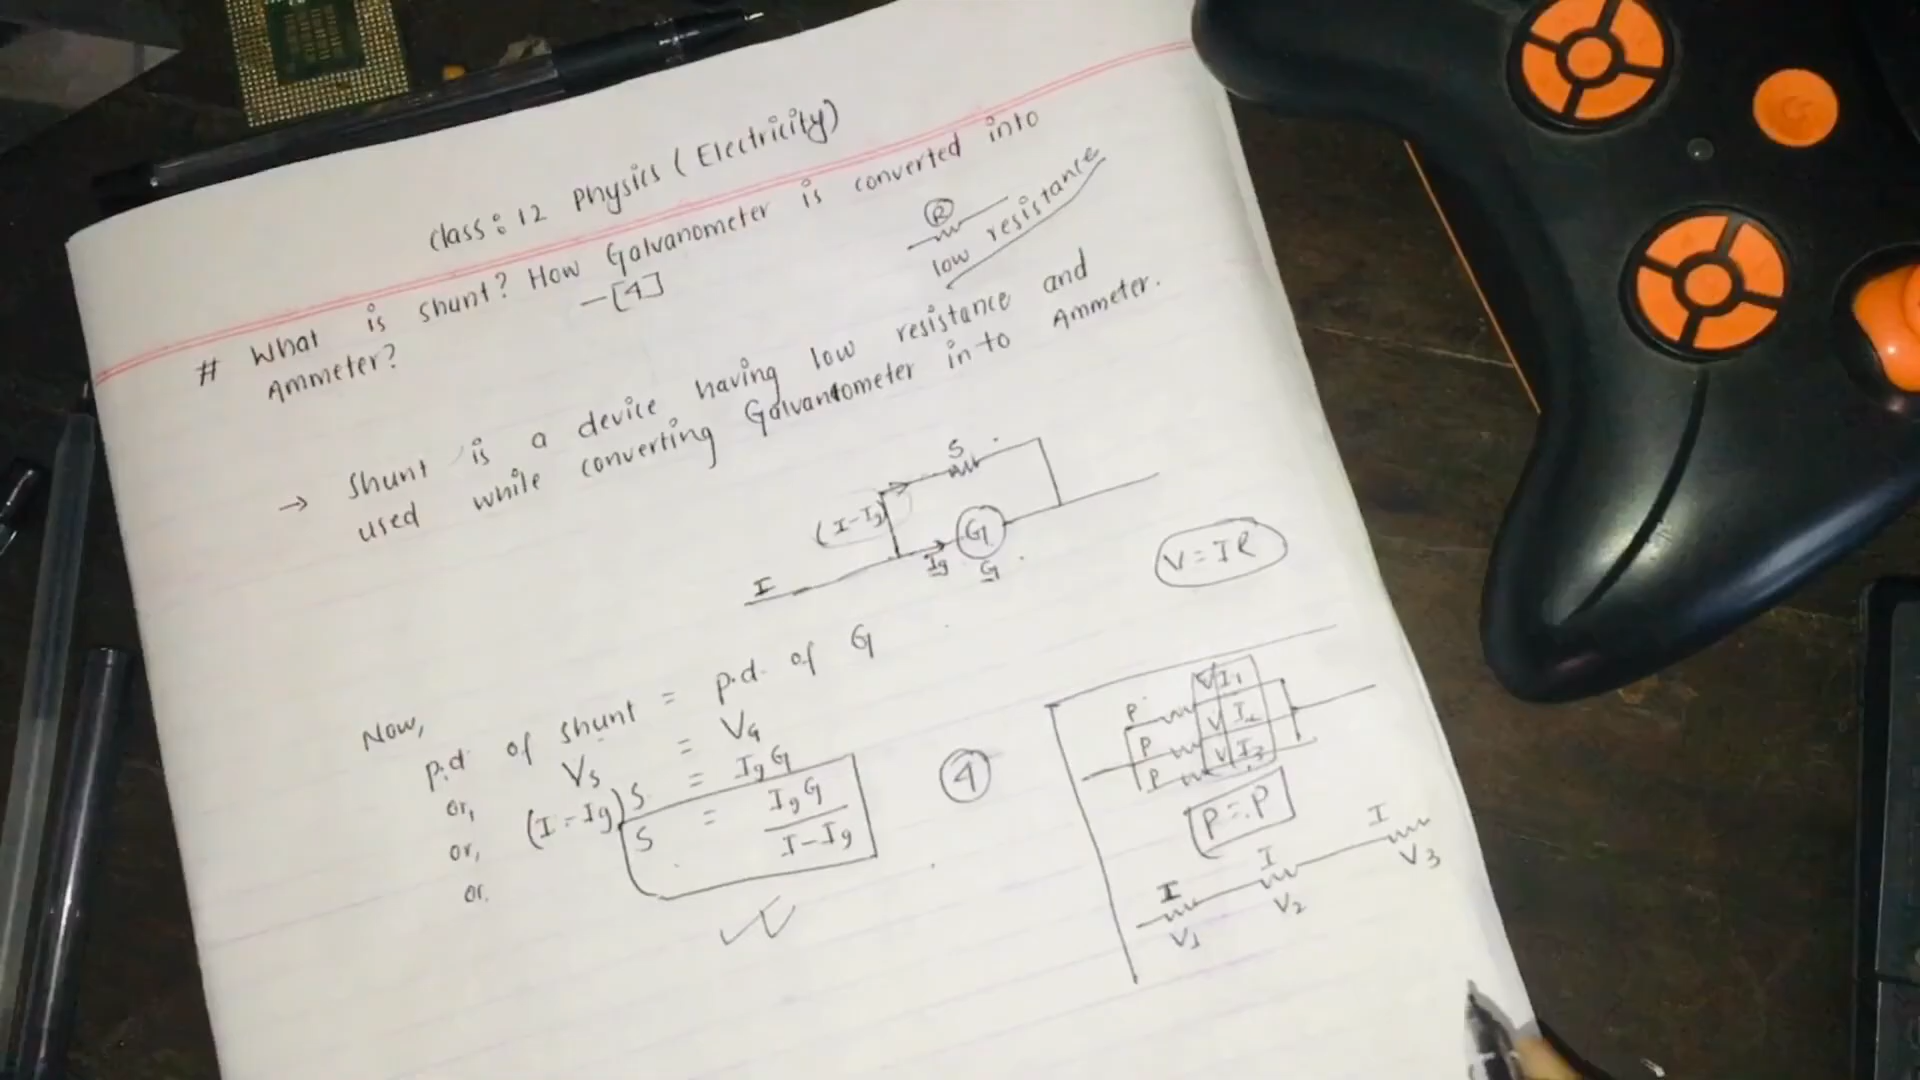 Class: 12 Physics (Electricity)
# What is shunt? How Galvanometer is converted into
Ammeter? —[4]
R
low resistance
→ Shunt is a device having low resistance and
used while converting Galvantometer in to Ammeter.
S
(I-Ig)
G
Ig
G
I
V=IR
Now,
p.d of shunt = p.d. of G
or, Vs = VG
or, (I-Ig) S = IgG
or. S = IgG / I-Ig
4
P V I1
P V I2
P V I3
P=P
I I I
V1 V2 V3